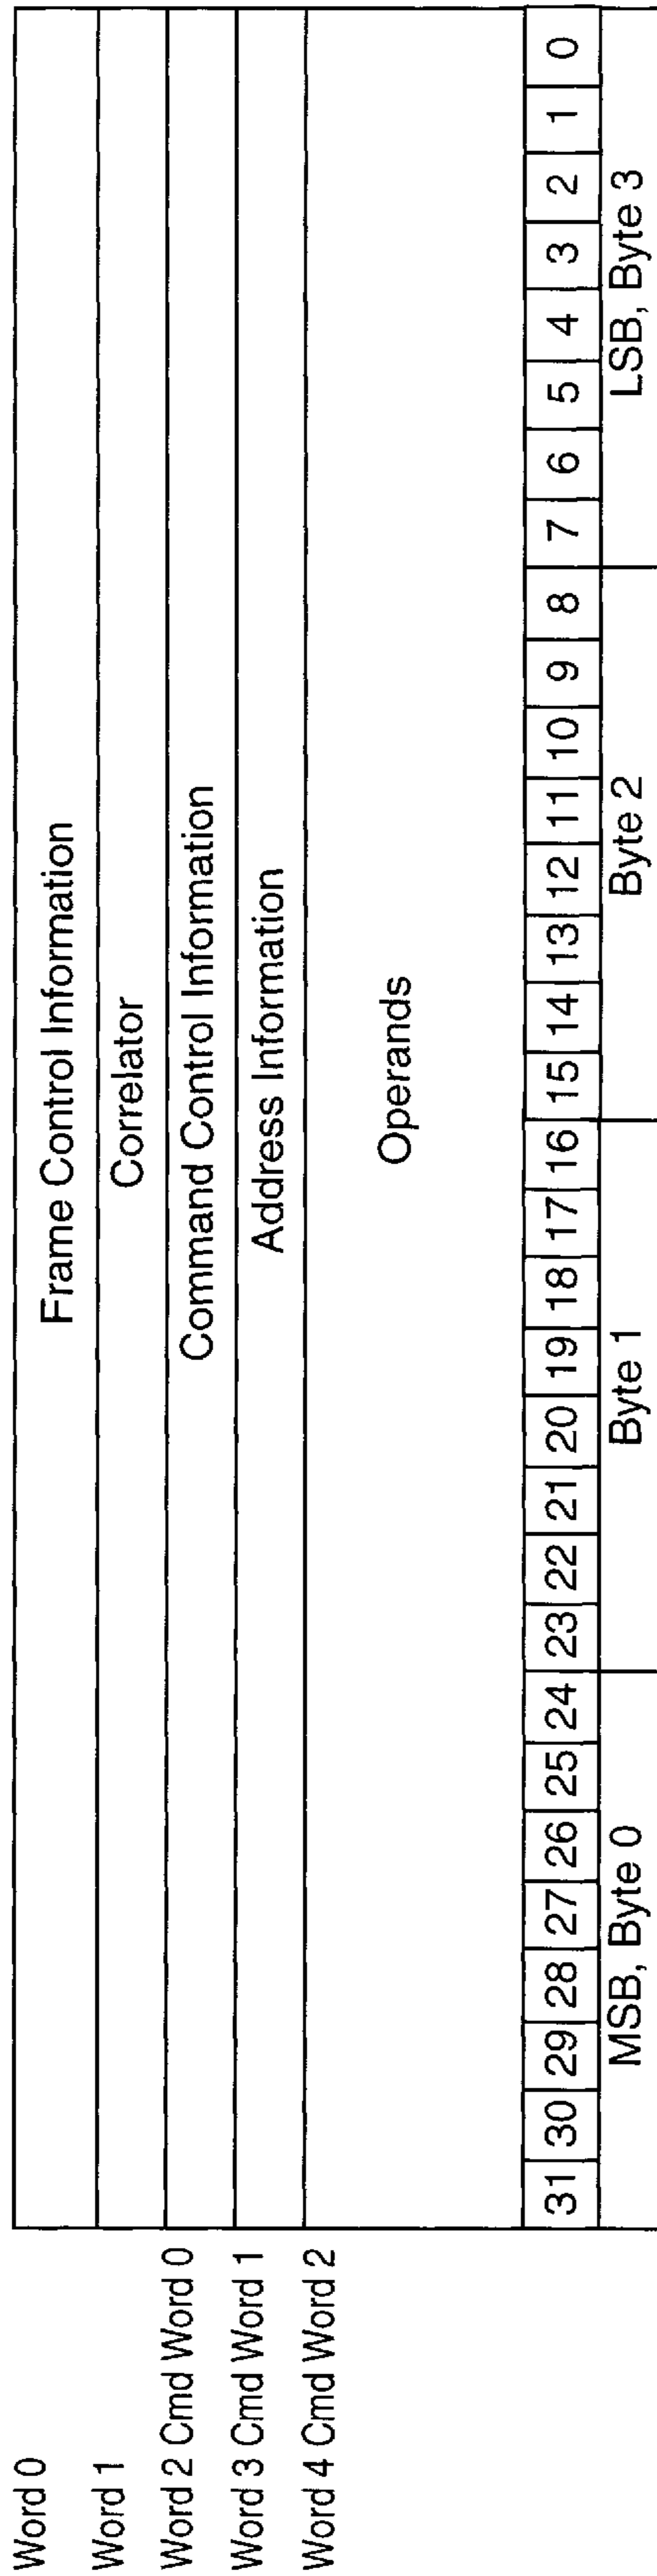 Word 0 Frame Control Information
Word 1 Correlator
Word 2 Cmd Word 0 Command Control Information
Word 3 Cmd Word 1 Address Information
Word 4 Cmd Word 2 Operands
31 30 29 28 27 26 25 24 23 22 21 20 19 18 17 16 15 14 13 12 11 10 9 8 7 6 5 4 3 2 1 0
MSB, Byte 0 Byte 1 Byte 2 LSB, Byte 3